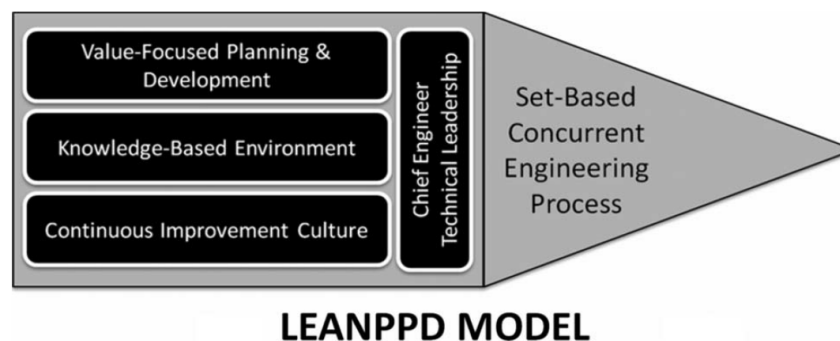 Value-Focused Planning &
Development
Knowledge-Based Environment
Continuous Improvement Culture
Chief Engineer
Technical Leadership
Set-Based
Concurrent
Engineering
Process
LEANPPD MODEL